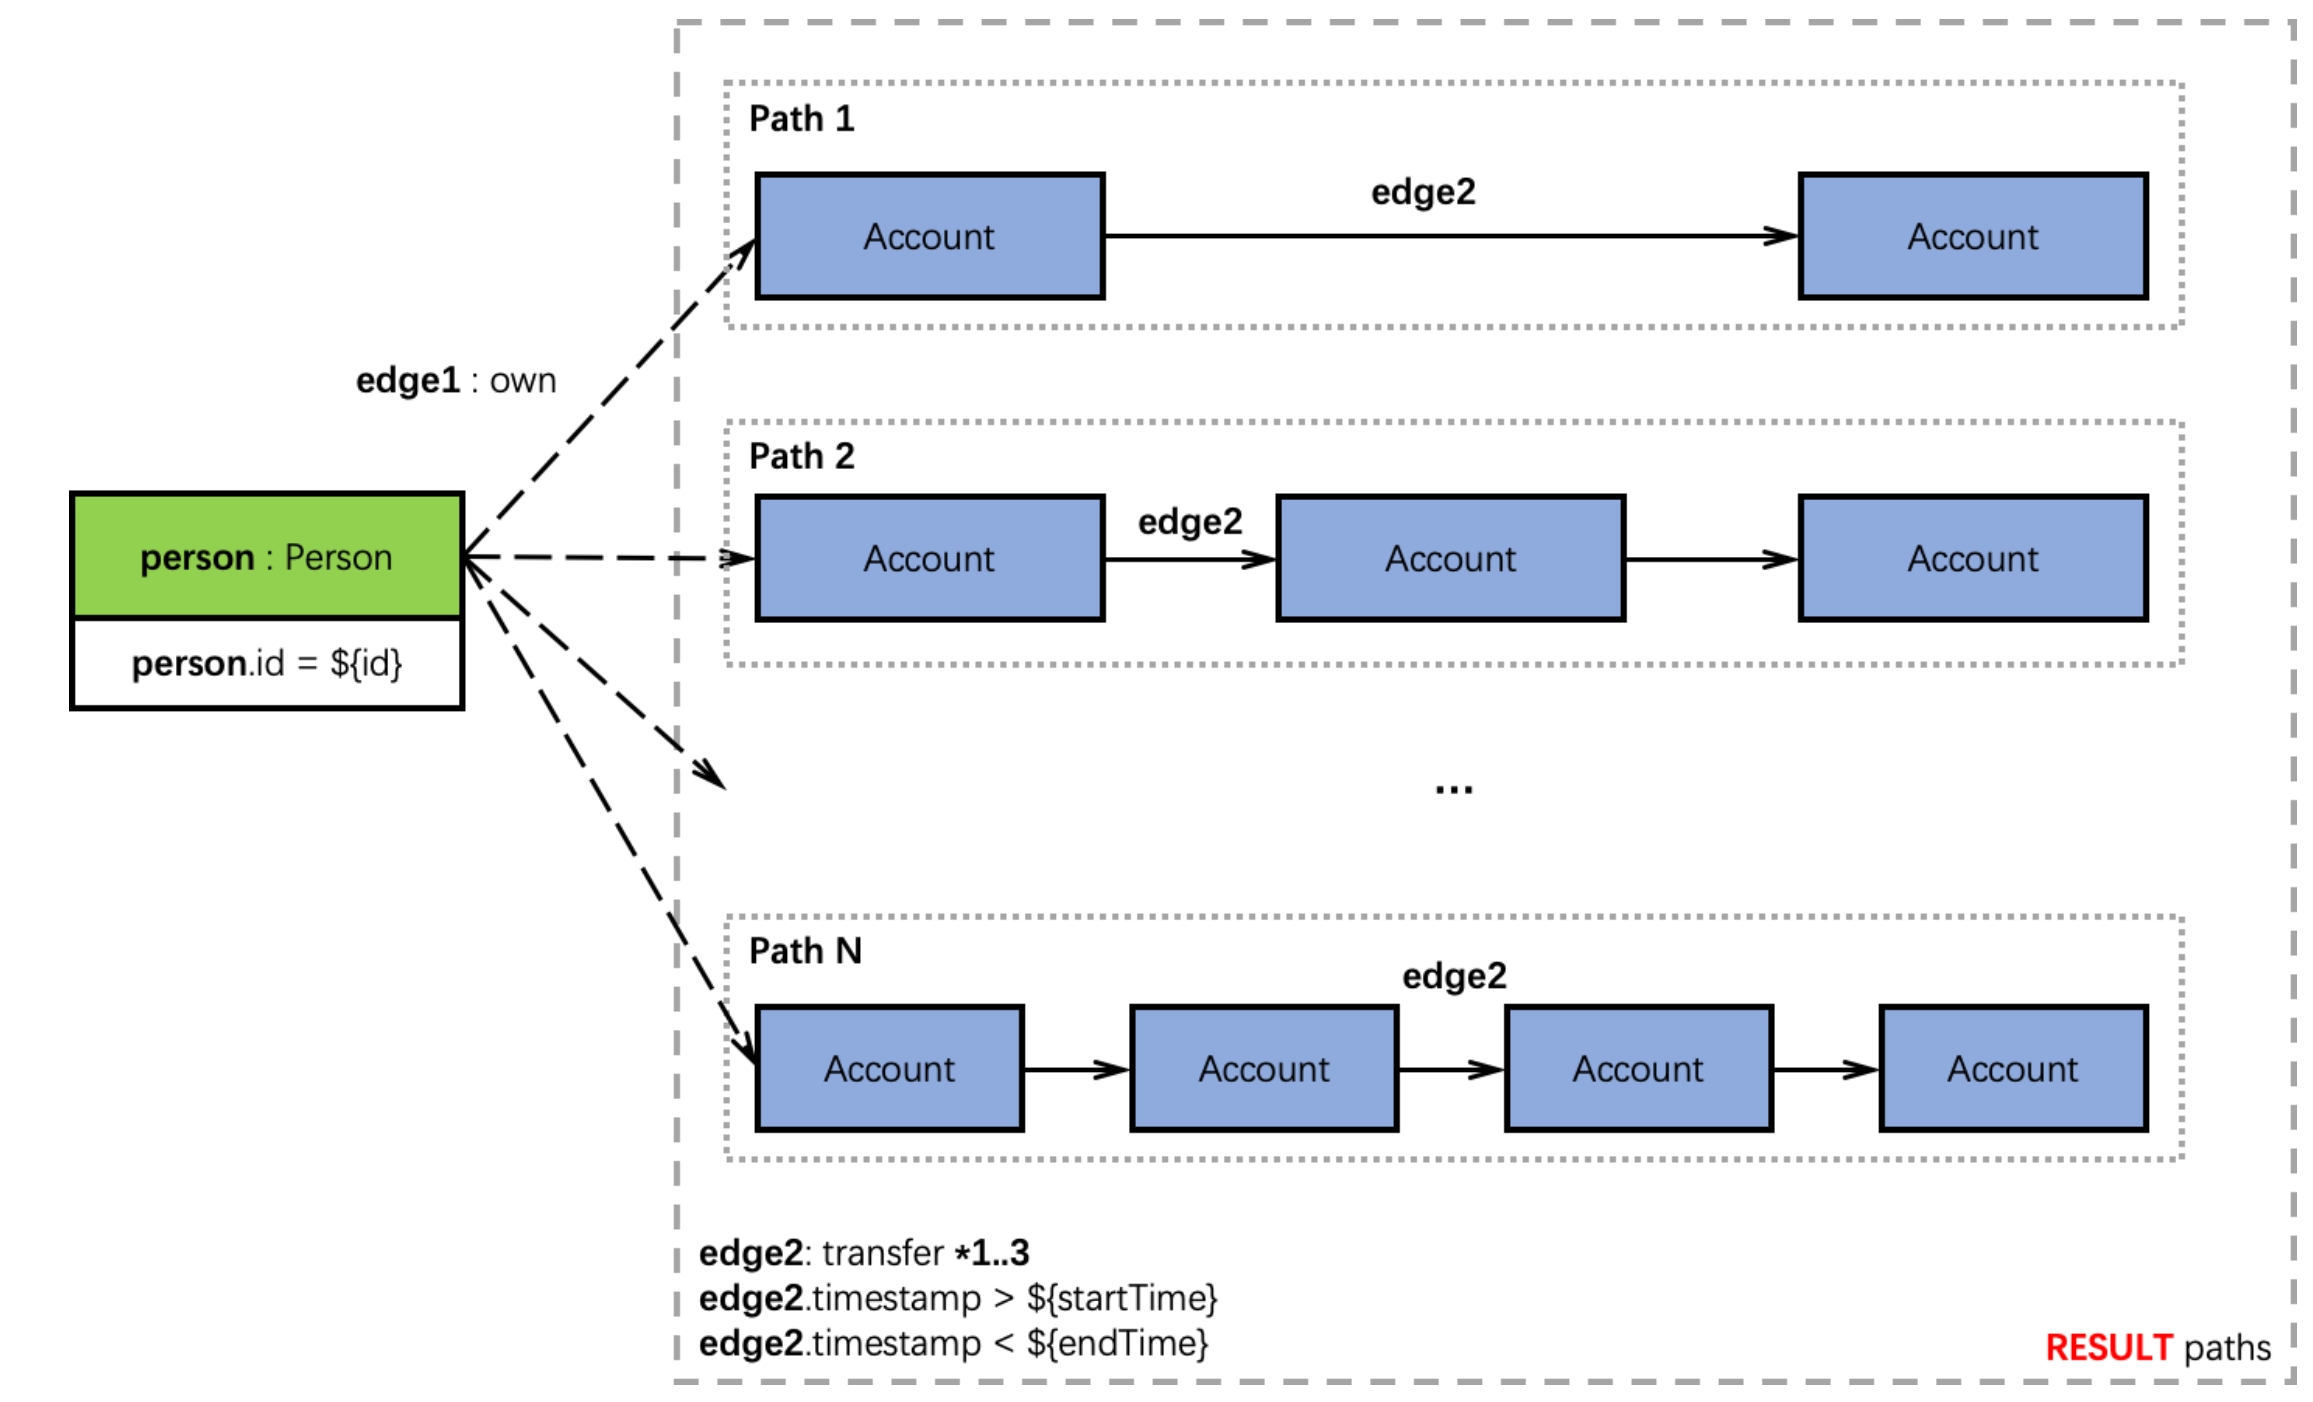 Path 1
Account
edge2
Account
edge1 : own
Path 2
Account
edge2
Account
Account
person : Person
person.id = ${id}
...
Path N
edge2
Account
Account
Account
Account
edge2: transfer *1..3
edge2.timestamp > ${startTime}
edge2.timestamp < ${endTime}
RESULT paths